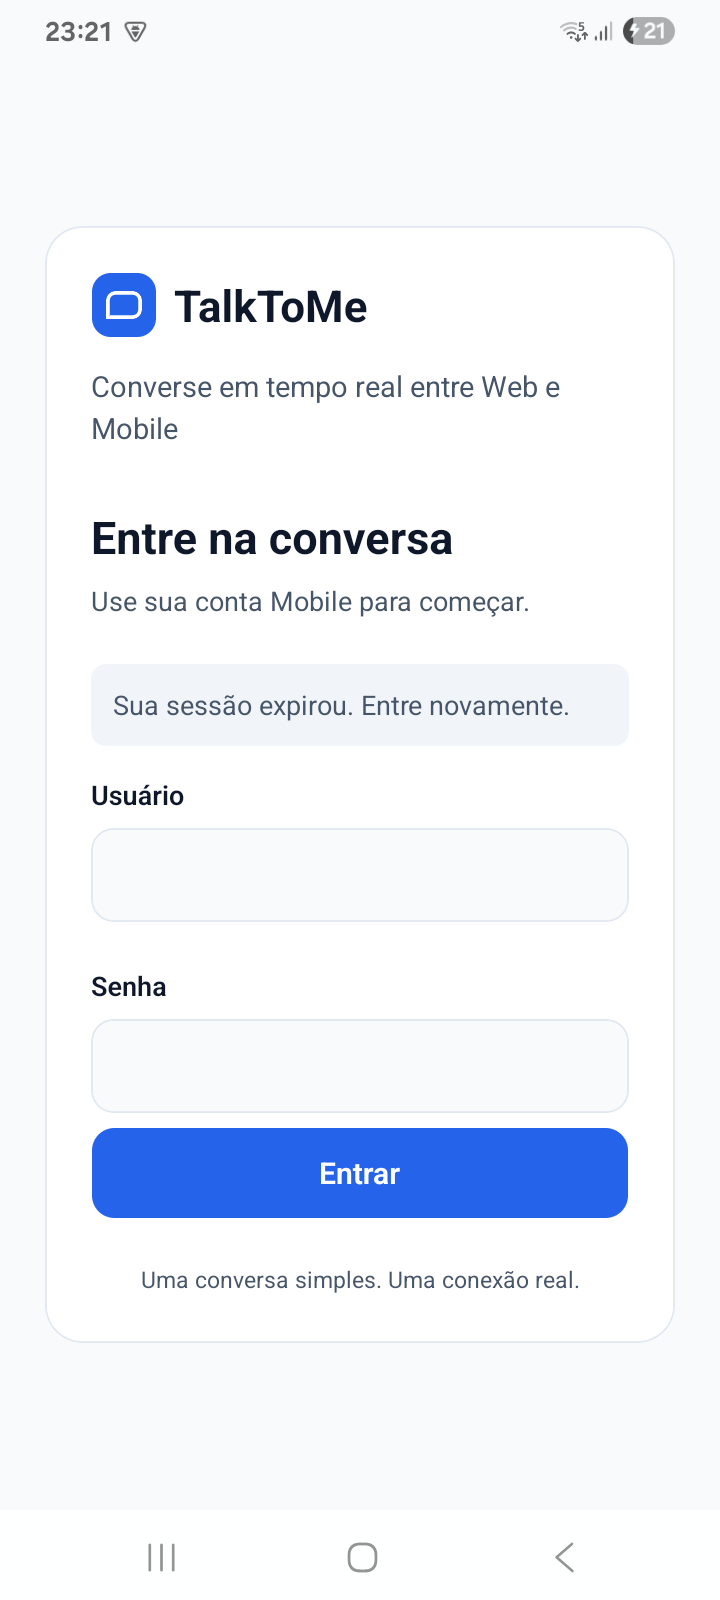 23:21
5
21
TalkToMe
Converse em tempo real entre Web e
Mobile
Entre na conversa
Use sua conta Mobile para começar.
Sua sessão expirou. Entre novamente.
Usuário
Senha
Entrar
Uma conversa simples. Uma conexão real.